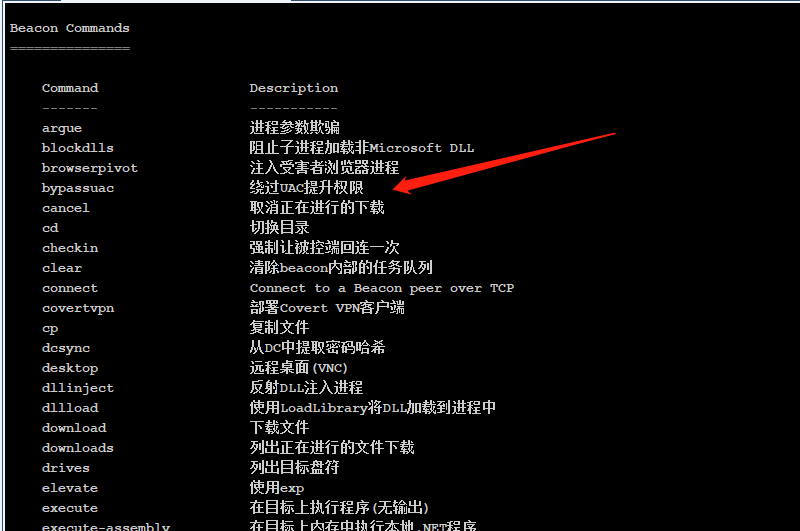 Beacon Commands
===============
Command Description
------- -----------
argue 进程参数欺骗
blockdlls 阻止子进程加载非Microsoft DLL
browserpivot 注入受害者浏览器进程
bypassuac 绕过UAC提升权限
cancel 取消正在进行的下载
cd 切换目录
checkin 强制让被控端回连一次
clear 清除beacon内部的任务队列
connect Connect to a Beacon peer over TCP
covertvpn 部署Covert VPN客户端
cp 复制文件
dcsync 从DC中提取密码哈希
desktop 远程桌面(VNC)
dllinject 反射DLL注入进程
dllload 使用LoadLibrary将DLL加载到进程中
download 下载文件
downloads 列出正在进行的文件下载
drives 列出目标盘符
elevate 使用exp
execute 在目标上执行程序(无输出)
execute-assembly 在目标上内存中执行本地.NET程序